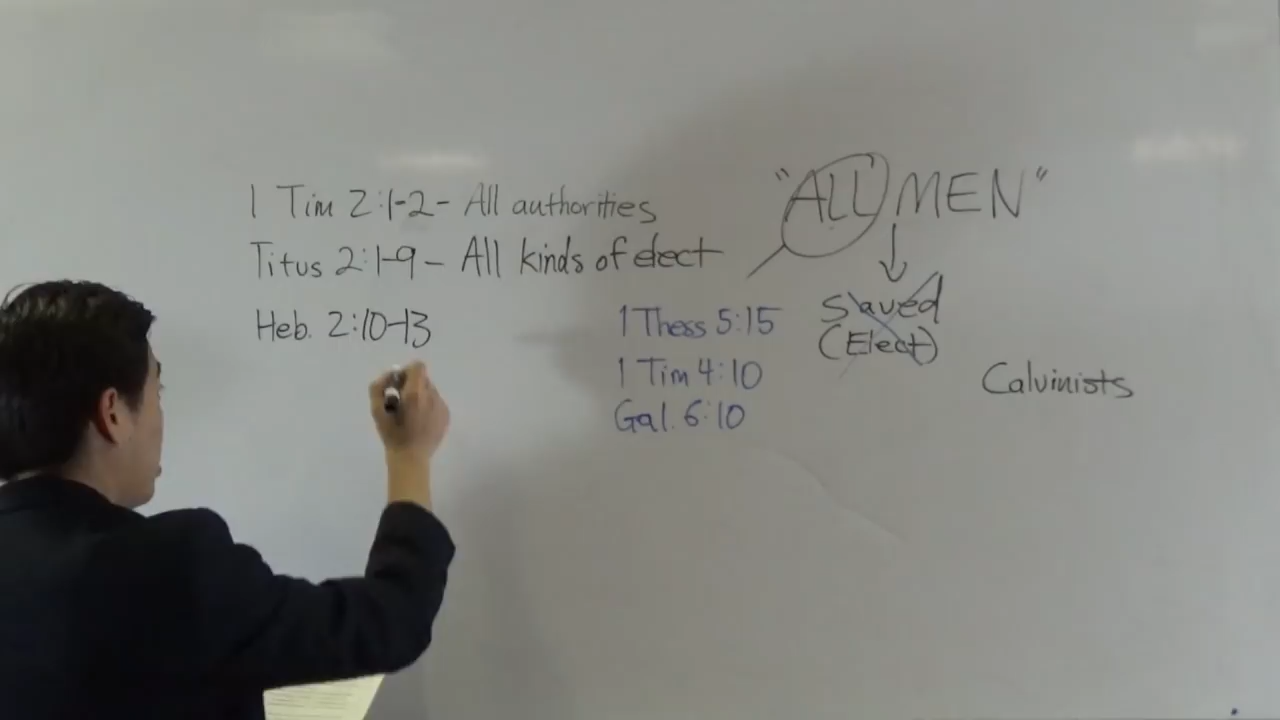 1 Tim 2:1-2- All authorities
Titus 2:1-9 - All kinds of elect
Heb. 2:10-13
"ALL MEN"
Saved
(Elect)
1 Thess 5:15
1 Tim 4:10
Gal. 6:10
Calvinists